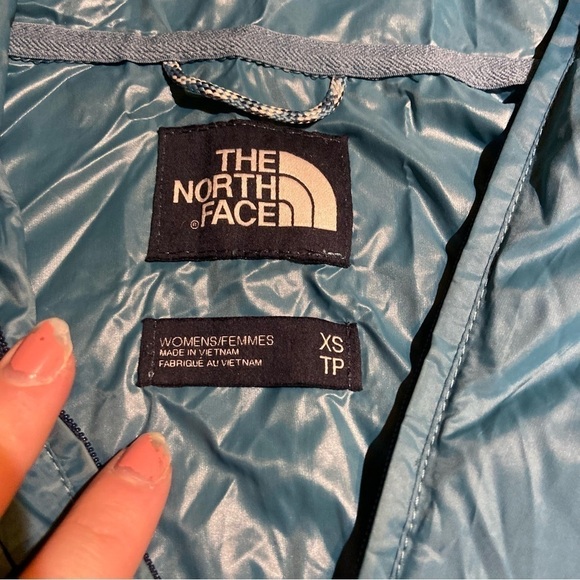 THE
NORTH
FACE®
WOMENS/FEMMES
MADE IN VIETNAM
FABRIQUÉ AU VIETNAM
XS
TP